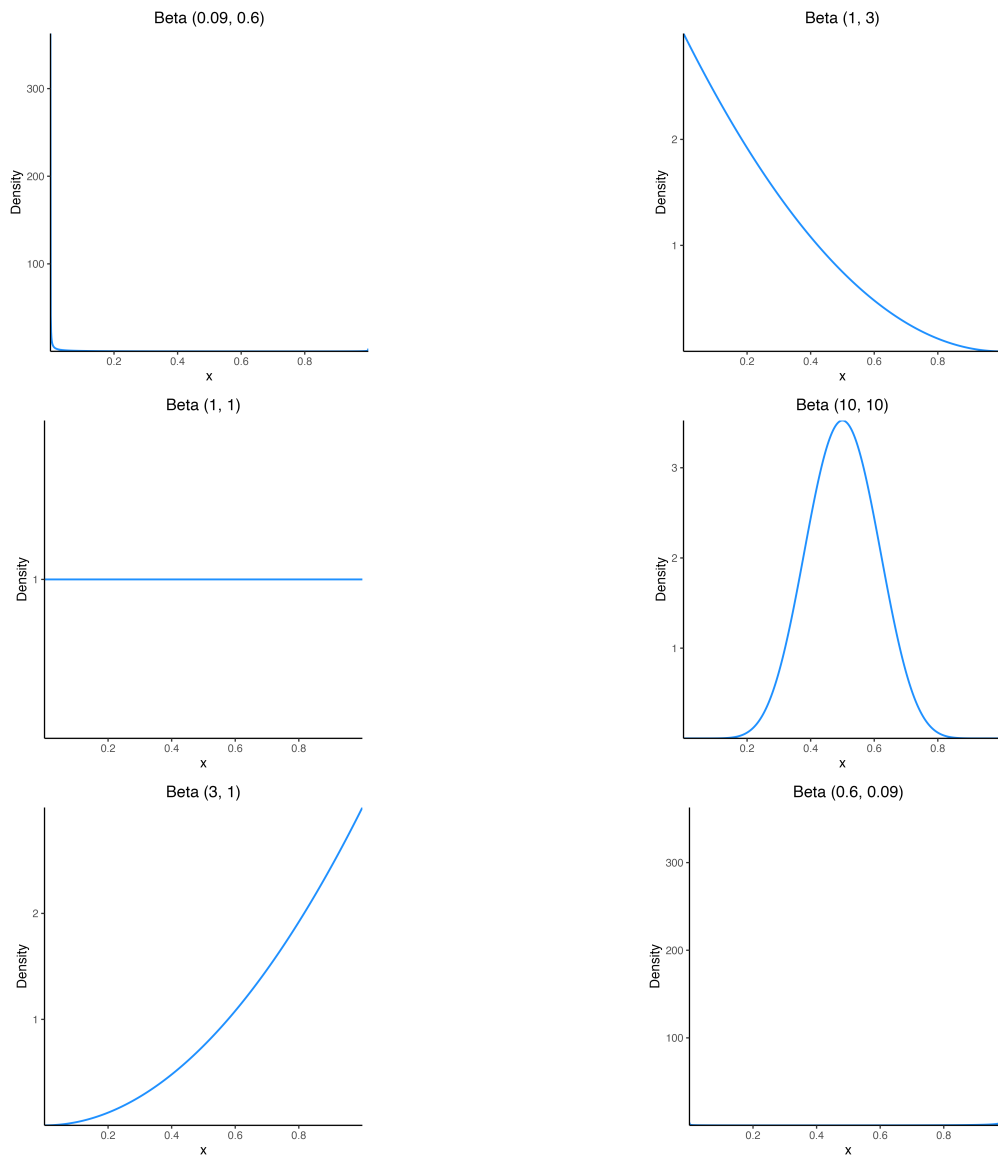 Beta (0.09, 0.6)
Density
300
200
100
0.2 0.4 0.6 0.8
x
Beta (1, 3)
Density
2
1
0.2 0.4 0.6 0.8
x
Beta (1, 1)
Density
1
0.2 0.4 0.6 0.8
x
Beta (10, 10)
Density
3
2
1
0.2 0.4 0.6 0.8
x
Beta (3, 1)
Density
2
1
0.2 0.4 0.6 0.8
x
Beta (0.6, 0.09)
Density
300
200
100
0.2 0.4 0.6 0.8
x